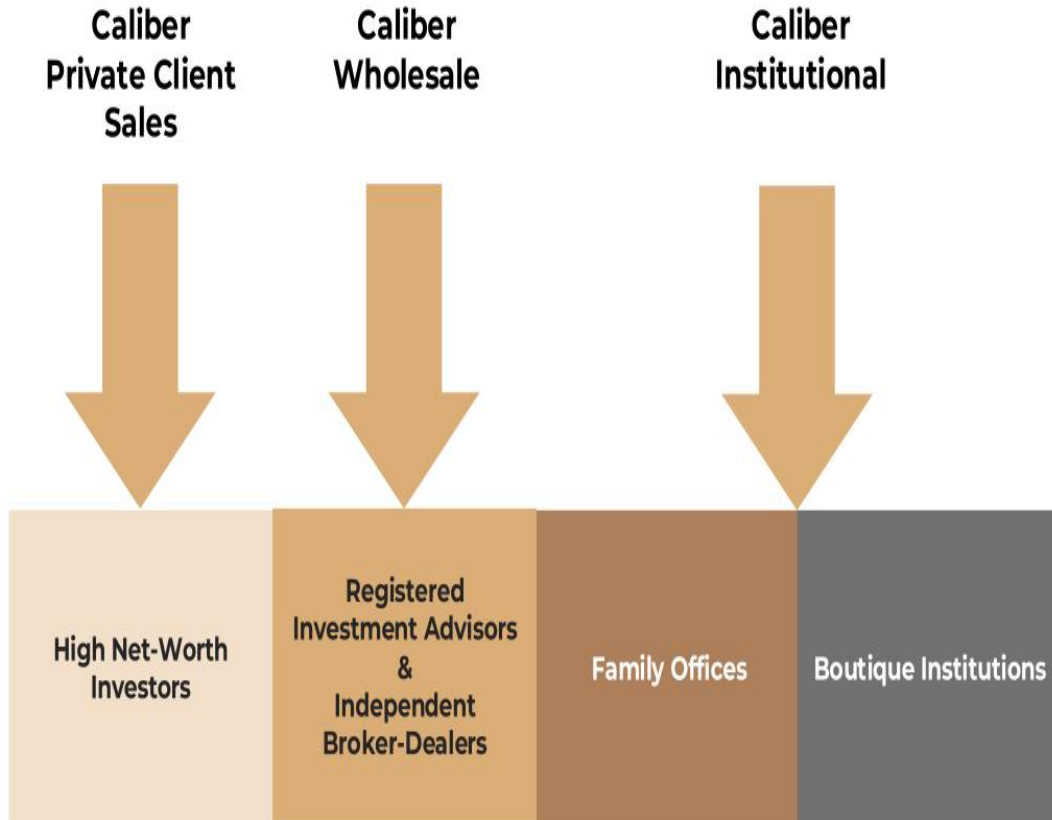 Caliber
Private Client
Sales
Caliber
Wholesale
Caliber
Institutional
High Net-Worth
Investors
Registered
Investment Advisors
&
Independent
Broker-Dealers
Family Offices
Boutique Institutions